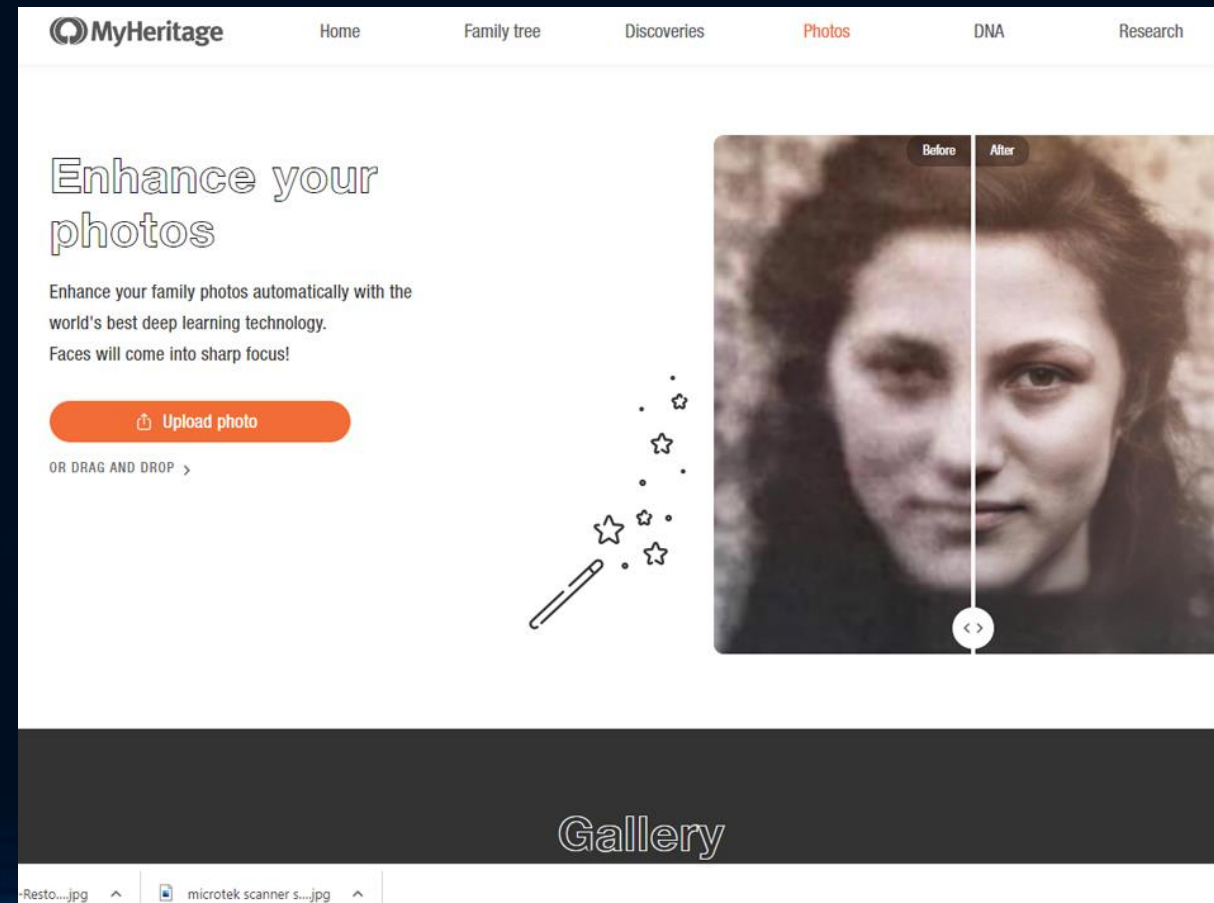 MyHeritage
Home
Family tree
Discoveries
Photos
DNA
Research
Enhance your
photos
Enhance your family photos automatically with the
world's best deep learning technology.
Faces will come into sharp focus!
Upload photo
OR DRAG AND DROP >
Before
After
Gallery
-Resto....jpg
microtek scanner s....jpg